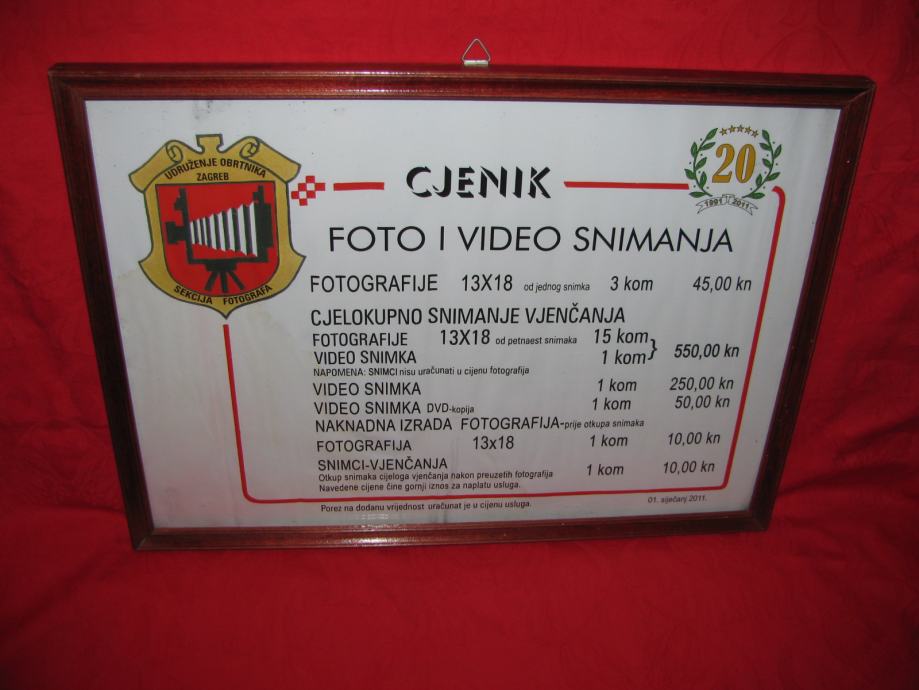 UDRUŽENJE OBRTNIKA
ZAGREB
SEKCIJA FOTOGRAFA
CJENIK
20
1991 2011
FOTO I VIDEO SNIMANJA
FOTOGRAFIJE 13X18 od jednog snimka 3 kom 45,00 kn
CJELOKUPNO SNIMANJE VJENČANJA
FOTOGRAFIJE 13X18 od petnaest snimaka 15 kom
VIDEO SNIMKA 1 kom } 550,00 kn
NAPOMENA: SNIMCI nisu uračunati u cijenu fotografija
VIDEO SNIMKA 1 kom 250,00 kn
VIDEO SNIMKA DVD-kopija 1 kom 50,00 kn
NAKNADNA IZRADA FOTOGRAFIJA-prije otkupa snimaka
FOTOGRAFIJA 13x18 1 kom 10,00 kn
SNIMCI-VJENČANJA 1 kom 10,00 kn
Otkup snimaka cijeloga vjenčanja nakon preuzetih fotografija
Navedene cijene čine gornji iznos za naplatu usluga.
Porez na dodanu vrijednost uračunat je u cijenu usluga.
01. siječanj 2011.